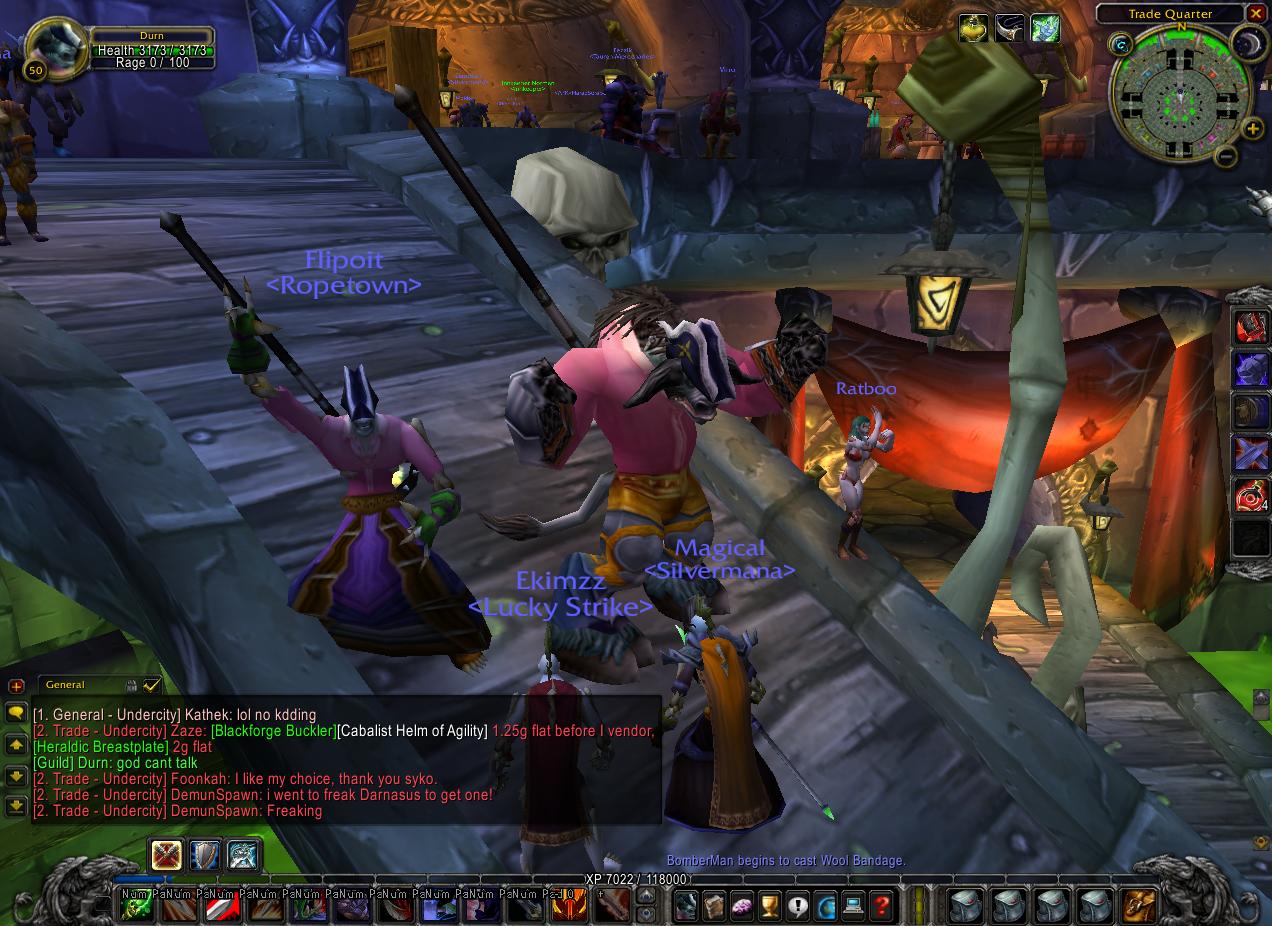 Durn
Health 3173 / 3173
Rage 0 / 100
50
Trade Quarter
N
Innkeeper Norman
<Innkeeper>
Flipoit
<Ropetown>
Ratboo
Magical
<Silvermana>
Ekimzz
<Lucky Strike>
4
General
[1. General - Undercity] Kathek: lol no kdding
[2. Trade - Undercity] Zaze: [Blackforge Buckler][Cabalist Helm of Agility] 1.25g flat before I vendor,
[Heraldic Breastplate] 2g flat
[Guild] Durn: god cant talk
[2. Trade - Undercity] Foonkah: I like my choice, thank you syko.
[2. Trade - Undercity] DemunSpawn: i went to freak Darnasus to get one!
[2. Trade - Undercity] DemunSpawn: Freaking
BomberMan begins to cast Wool Bandage.
XP 7022 / 118000